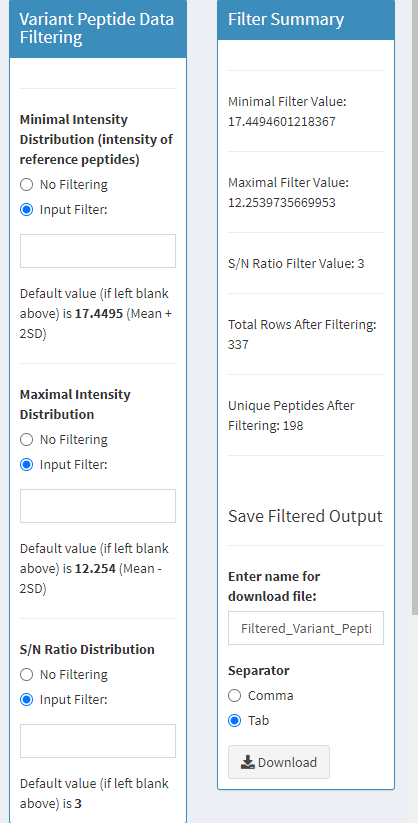 Variant Peptide Data
Filtering
Minimal Intensity
Distribution (intensity of
reference peptides)
No Filtering
Input Filter:
Default value (if left blank
above) is 17.4495 (Mean +
2SD)
Maximal Intensity
Distribution
No Filtering
Input Filter:
Default value (if left blank
above) is 12.254 (Mean -
2SD)
S/N Ratio Distribution
No Filtering
Input Filter:
Default value (if left blank
above) is 3
Filter Summary
Minimal Filter Value:
17.4494601218367
Maximal Filter Value:
12.2539735669953
S/N Ratio Filter Value: 3
Total Rows After Filtering:
337
Unique Peptides After
Filtering: 198
Save Filtered Output
Enter name for
download file:
Filtered_Variant_Pepti
Separator
Comma
Tab
Download